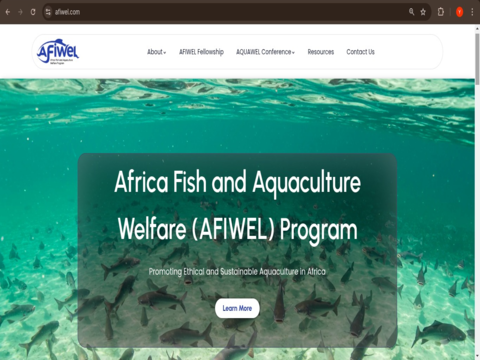 afiwel.com
AFIWEL
About
AFIWEL Fellowship
AQUAWEL Conference
Resources
Contact Us
Africa Fish and Aquaculture
Welfare (AFIWEL) Program
Promoting Ethical and Sustainable Aquaculture in Africa
Learn More